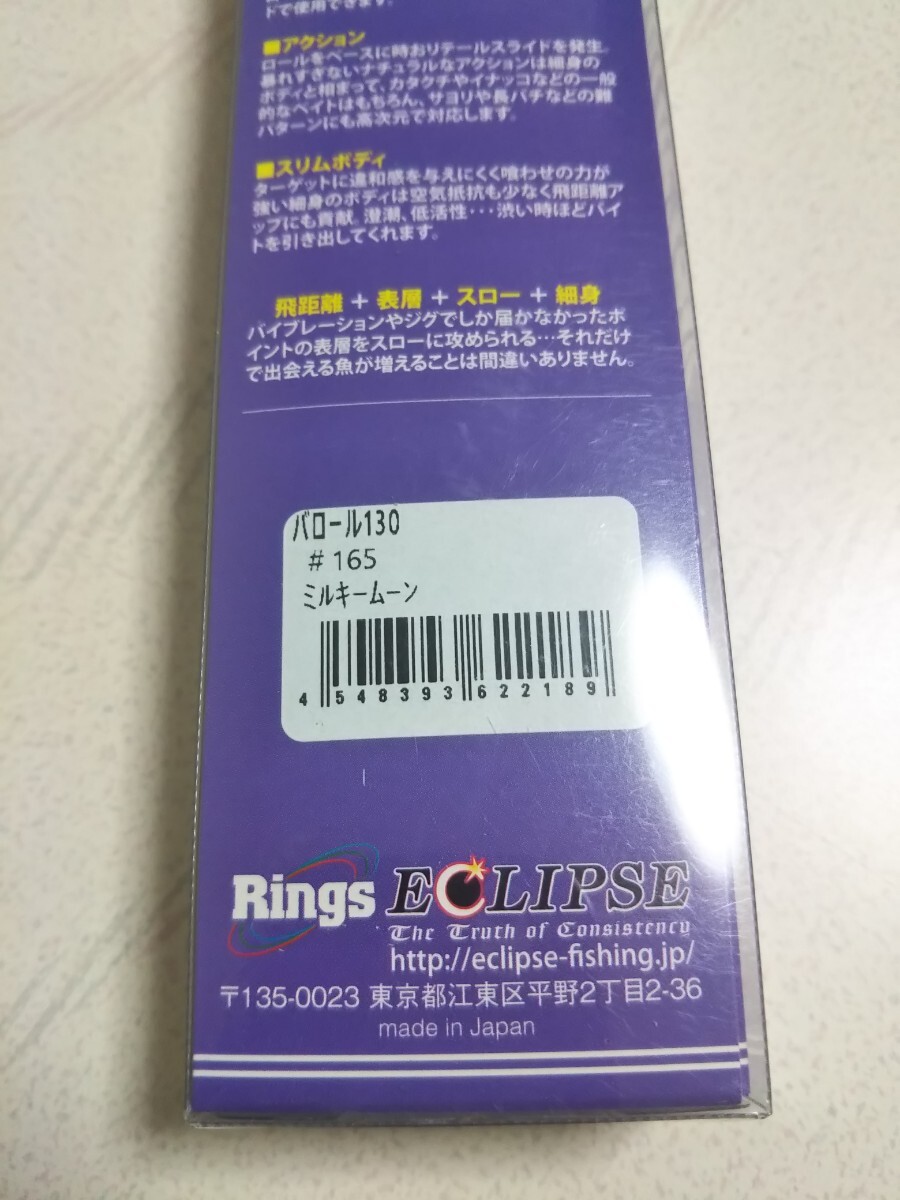 ドで使用できます。
■アクション
ロールをベースに時おりテールスライドを発生。
暴れすぎないナチュラルなアクションは細身の
ボディと相まって、カタクチやイナッコなどの一般
的なベイトはもちろん、サヨリや長バチなどの難
パターンにも高次元で対応します。
■スリムボディ
ターゲットに違和感を与えにくく喰わせの力が
強い細身のボディは空気抵抗も少なく飛距離ア
ップにも貢献。澄潮、低活性・・・渋い時ほどバイ
トを引き出してくれます。
飛距離 + 表層 + スロー + 細身
バイブレーションやジグでしか届かなかったポ
イントの表層をスローに攻められる…それだけ
で出会える魚が増えることは間違いありません。
バロール130
#165
ミルキームーン
4 548393 622189
Rings ECLIPSE
The Truth of Consistency
http://eclipse-fishing.jp/
〒135-0023 東京都江東区平野2丁目2-36
made in Japan